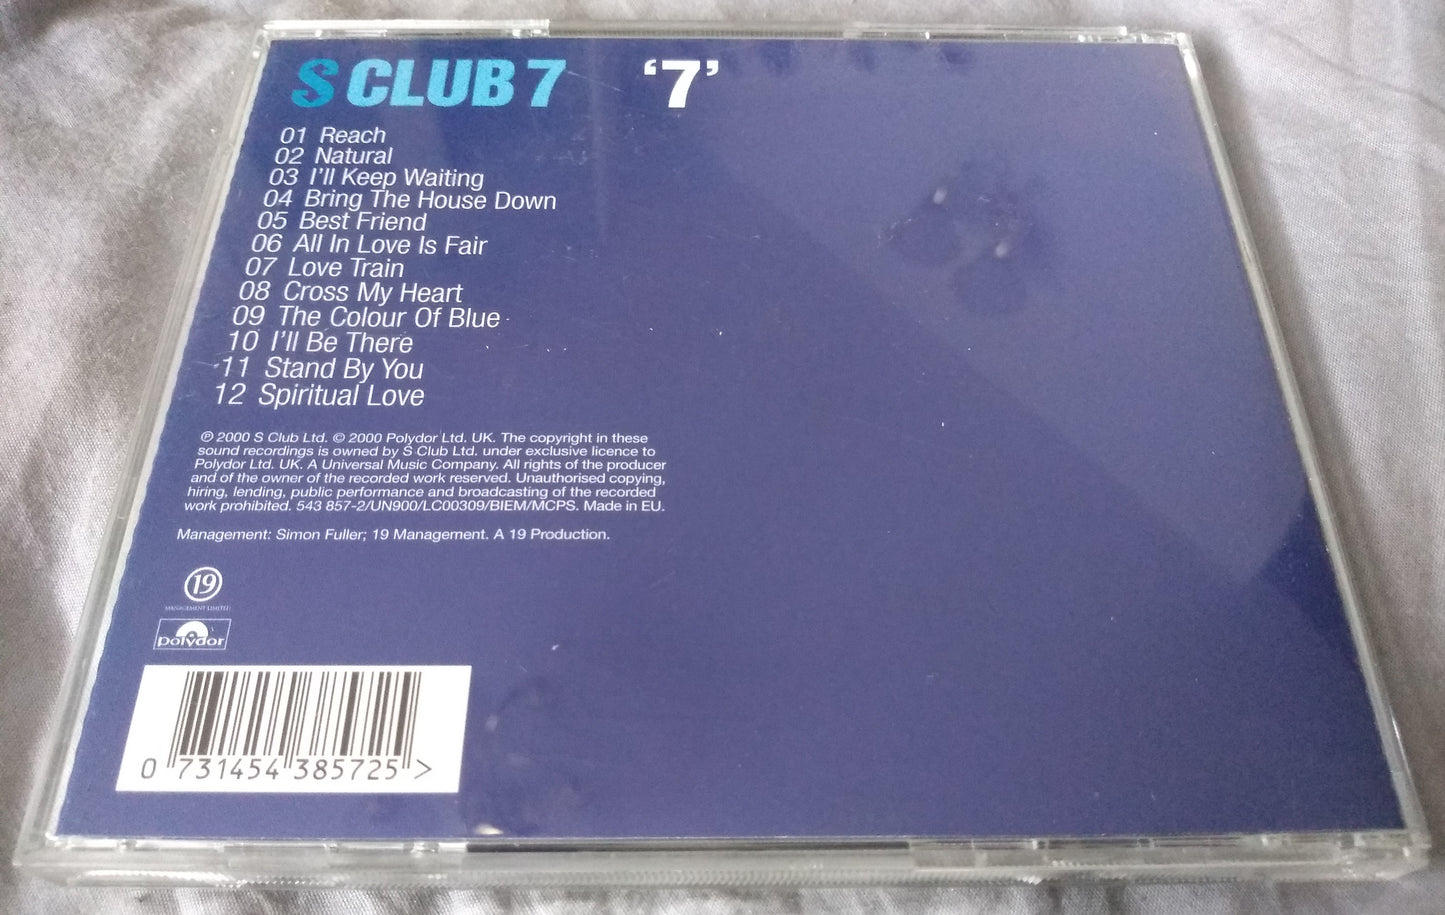 S CLUB 7 ‘7’
01 Reach
02 Natural
03 I'll Keep Waiting
04 Bring The House Down
05 Best Friend
06 All In Love Is Fair
07 Love Train
08 Cross My Heart
09 The Colour Of Blue
10 I'll Be There
11 Stand By You
12 Spiritual Love
℗ 2000 S Club Ltd. © 2000 Polydor Ltd. UK. The copyright in these
sound recordings is owned by S Club Ltd. under exclusive licence to
Polydor Ltd. UK. A Universal Music Company. All rights of the producer
and of the owner of the recorded work reserved. Unauthorised copying,
hiring, lending, public performance and broadcasting of the recorded
work prohibited. 543 857-2/UN900/LC00309/BIEM/MCPS. Made in EU.
Management: Simon Fuller; 19 Management. A 19 Production.
19
MANAGEMENT LIMITED
polydor
0 731454 385725 >